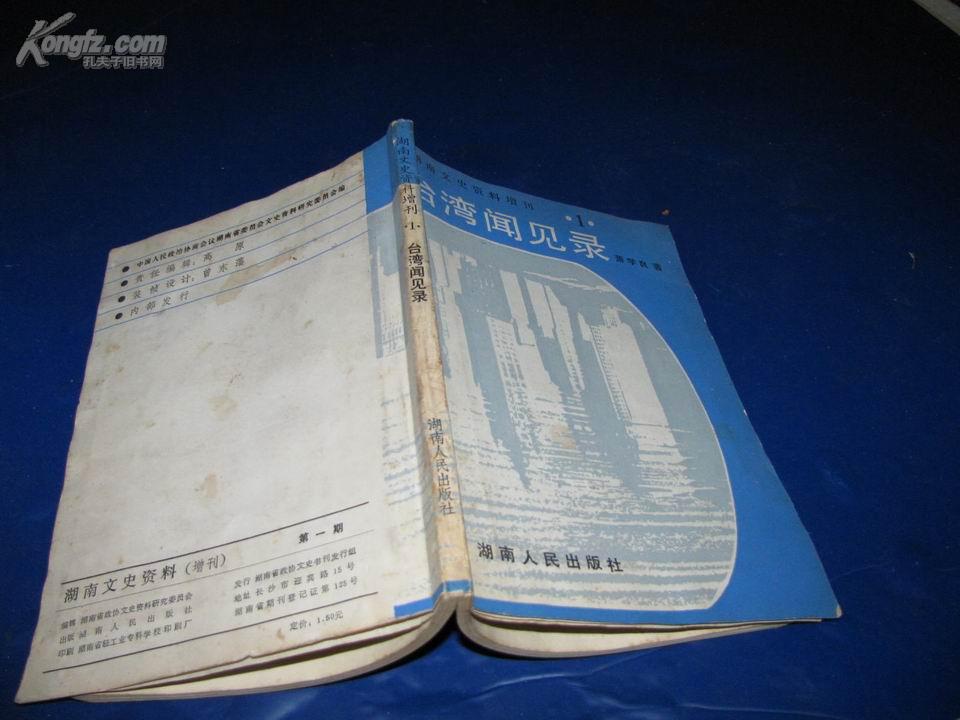 Kongfz.com
孔夫子旧书网
中国人民政治协商会议湖南省委员会文史资料研究委员会编
●责任编辑：高 原
●装帧设计：曾东藩
●内部发行
第一期
湖南文史资料（增刊）
编辑 湖南省政协文史资料研究委员会
出版 湖南人民出版社
印刷 湖南省轻工业专科学校印刷厂
发行 湖南省政协文史书刊发行组
地址 长沙市迎宾路15号
湖南省期刊登记证第125号
定价：1.50元
湖南文史资料增刊 ·1· 台湾闻见录
湖南人民出版社
湖南文史资料增刊
·1·
台湾闻见录
学良 著
湖南人民出版社